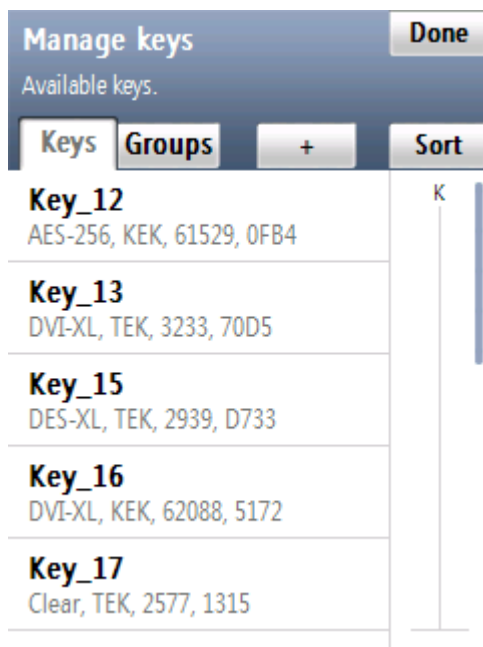 Manage keys
Done
Available keys.
Keys
Groups
+
Sort
Key_12
AES-256, KEK, 61529, 0FB4
K
Key_13
DVI-XL, TEK, 3233, 70D5
Key_15
DES-XL, TEK, 2939, D733
Key_16
DVI-XL, KEK, 62088, 5172
Key_17
Clear, TEK, 2577, 1315